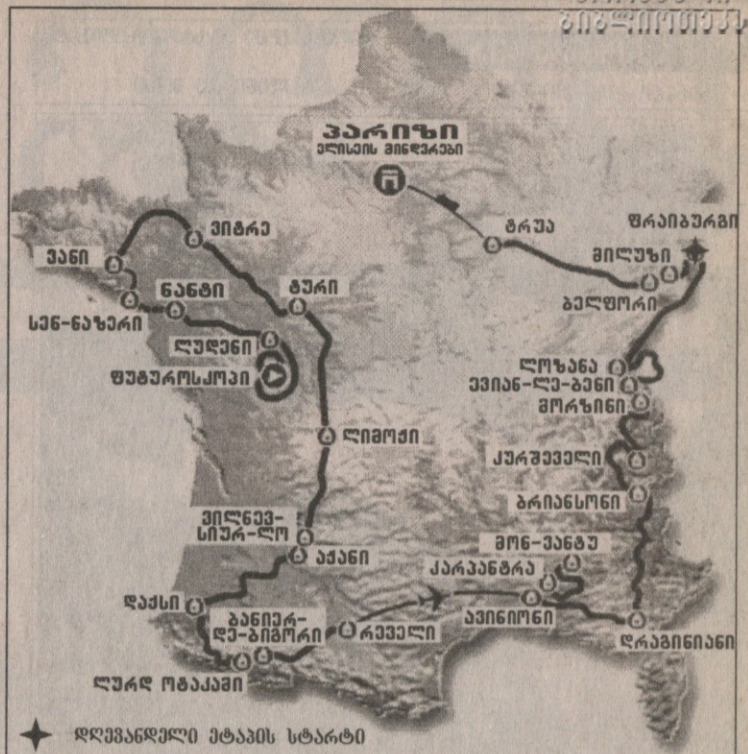 პარიზი
ელისეის მინდვრები
ტრუა
ფრაიბურგი
მილუზი
ბელფორი
ვიტრე
ვანი
ნანტი
ტური
სენ-ნაზერი
ლუდენი
ფუტუროსკოპი
ლოზანა
ევიან-ლე-ბენი
მორზინი
ლიმოჟი
კურშეველი
ბრიანსონი
ვილნევ-
სიურ-ლო
აჟანი
მონ-ვანტუ
კარპანტრა
დაქსი
ბანიერ-
დე-ბიგორი
რეველი
ავინიონი
დრაგინიანი
ლურდ ოტაკამი
დღევანდელი ეტაპის სტარტი